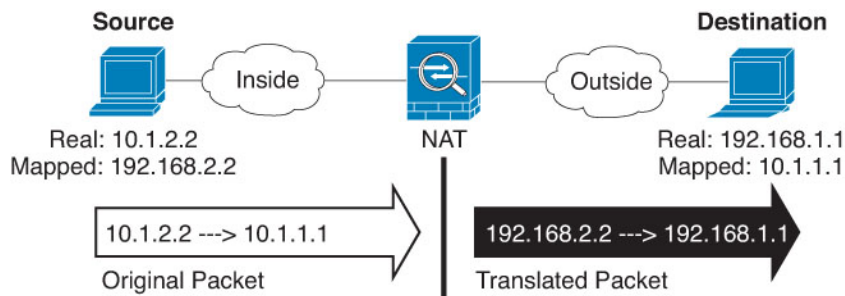 Source
Destination
Inside
Outside
Real: 10.1.2.2
Mapped: 192.168.2.2
NAT
Real: 192.168.1.1
Mapped: 10.1.1.1
10.1.2.2 ---> 10.1.1.1
192.168.2.2 ---> 192.168.1.1
Original Packet
Translated Packet